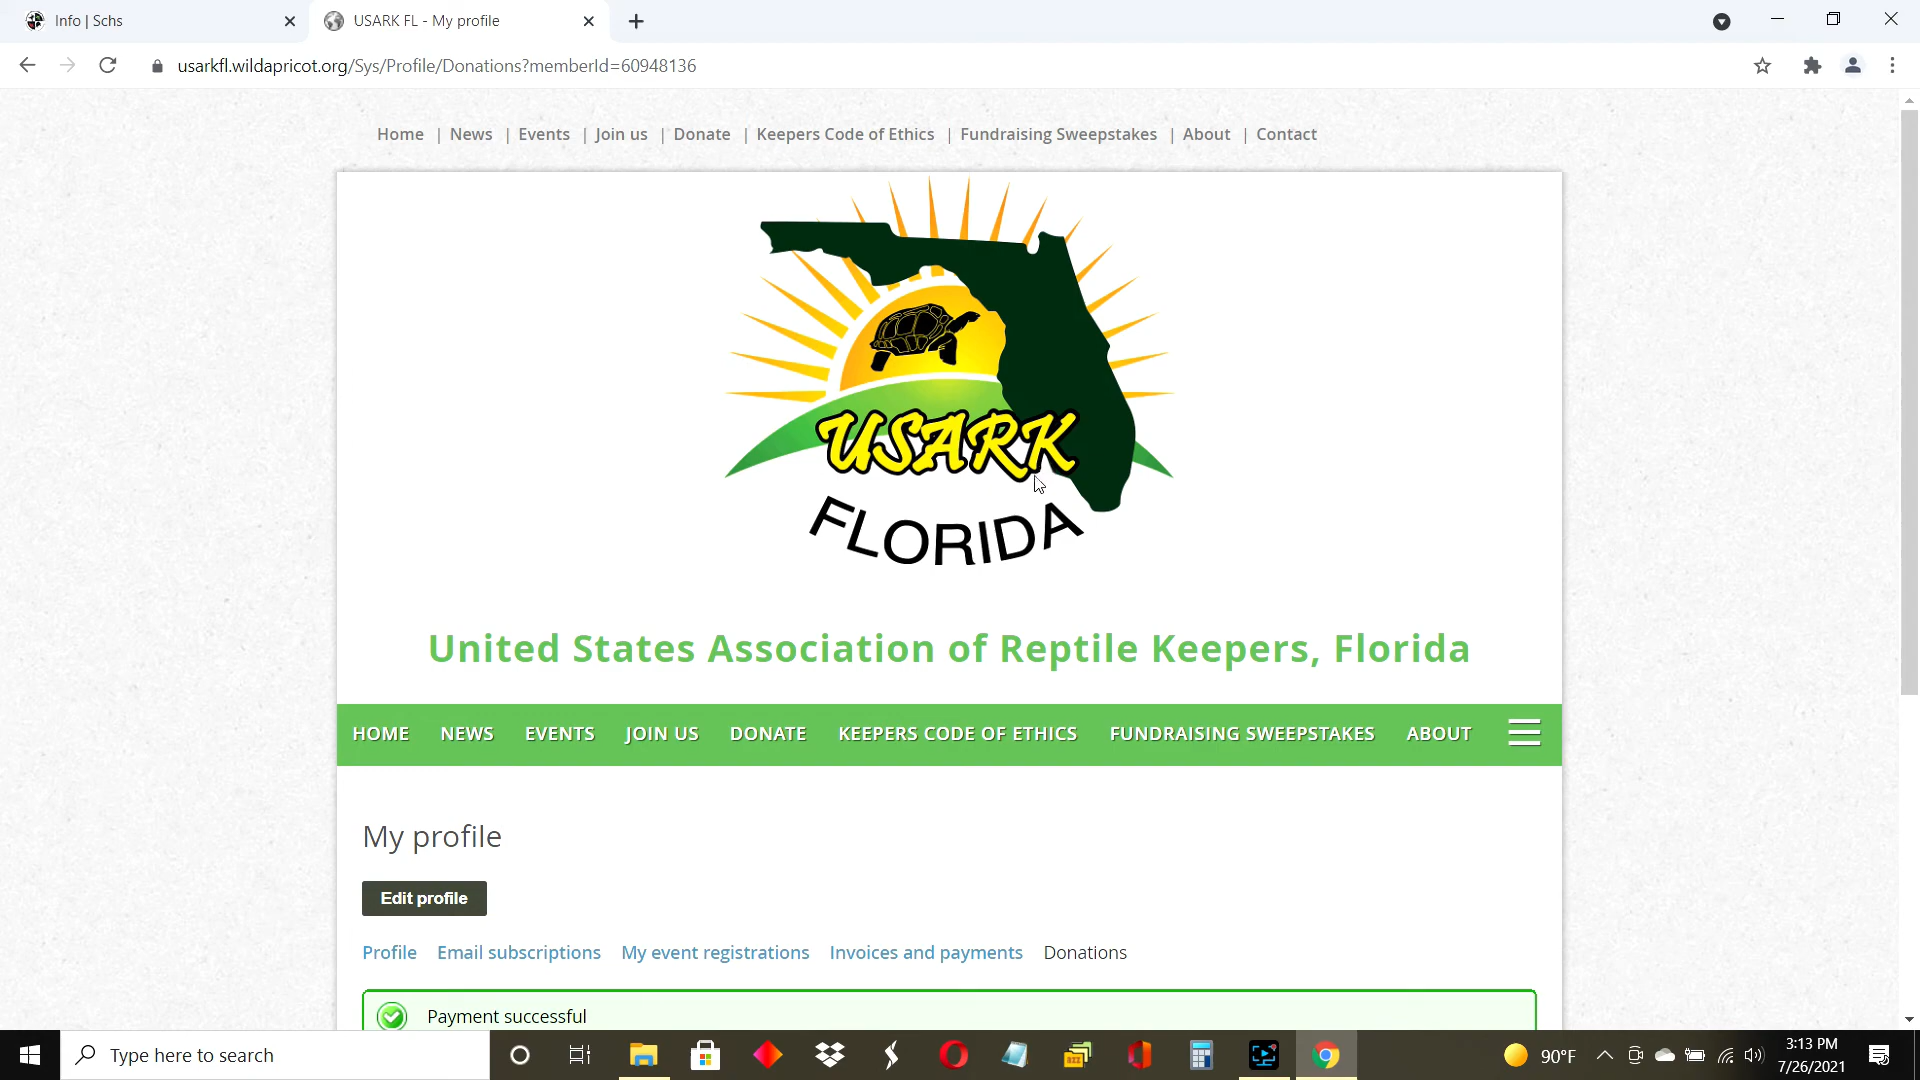 Info | Schs
USARK FL - My profile
usarkfl.wildapricot.org/Sys/Profile/Donations?memberId=60948136
Home | News | Events | Join us | Donate | Keepers Code of Ethics | Fundraising Sweepstakes | About | Contact
USARK
FLORIDA
United States Association of Reptile Keepers, Florida
HOME NEWS EVENTS JOIN US DONATE KEEPERS CODE OF ETHICS FUNDRAISING SWEEPSTAKES ABOUT
My profile
Edit profile
Profile Email subscriptions My event registrations Invoices and payments Donations
Payment successful
Type here to search
90°F
3:13 PM
7/26/2021